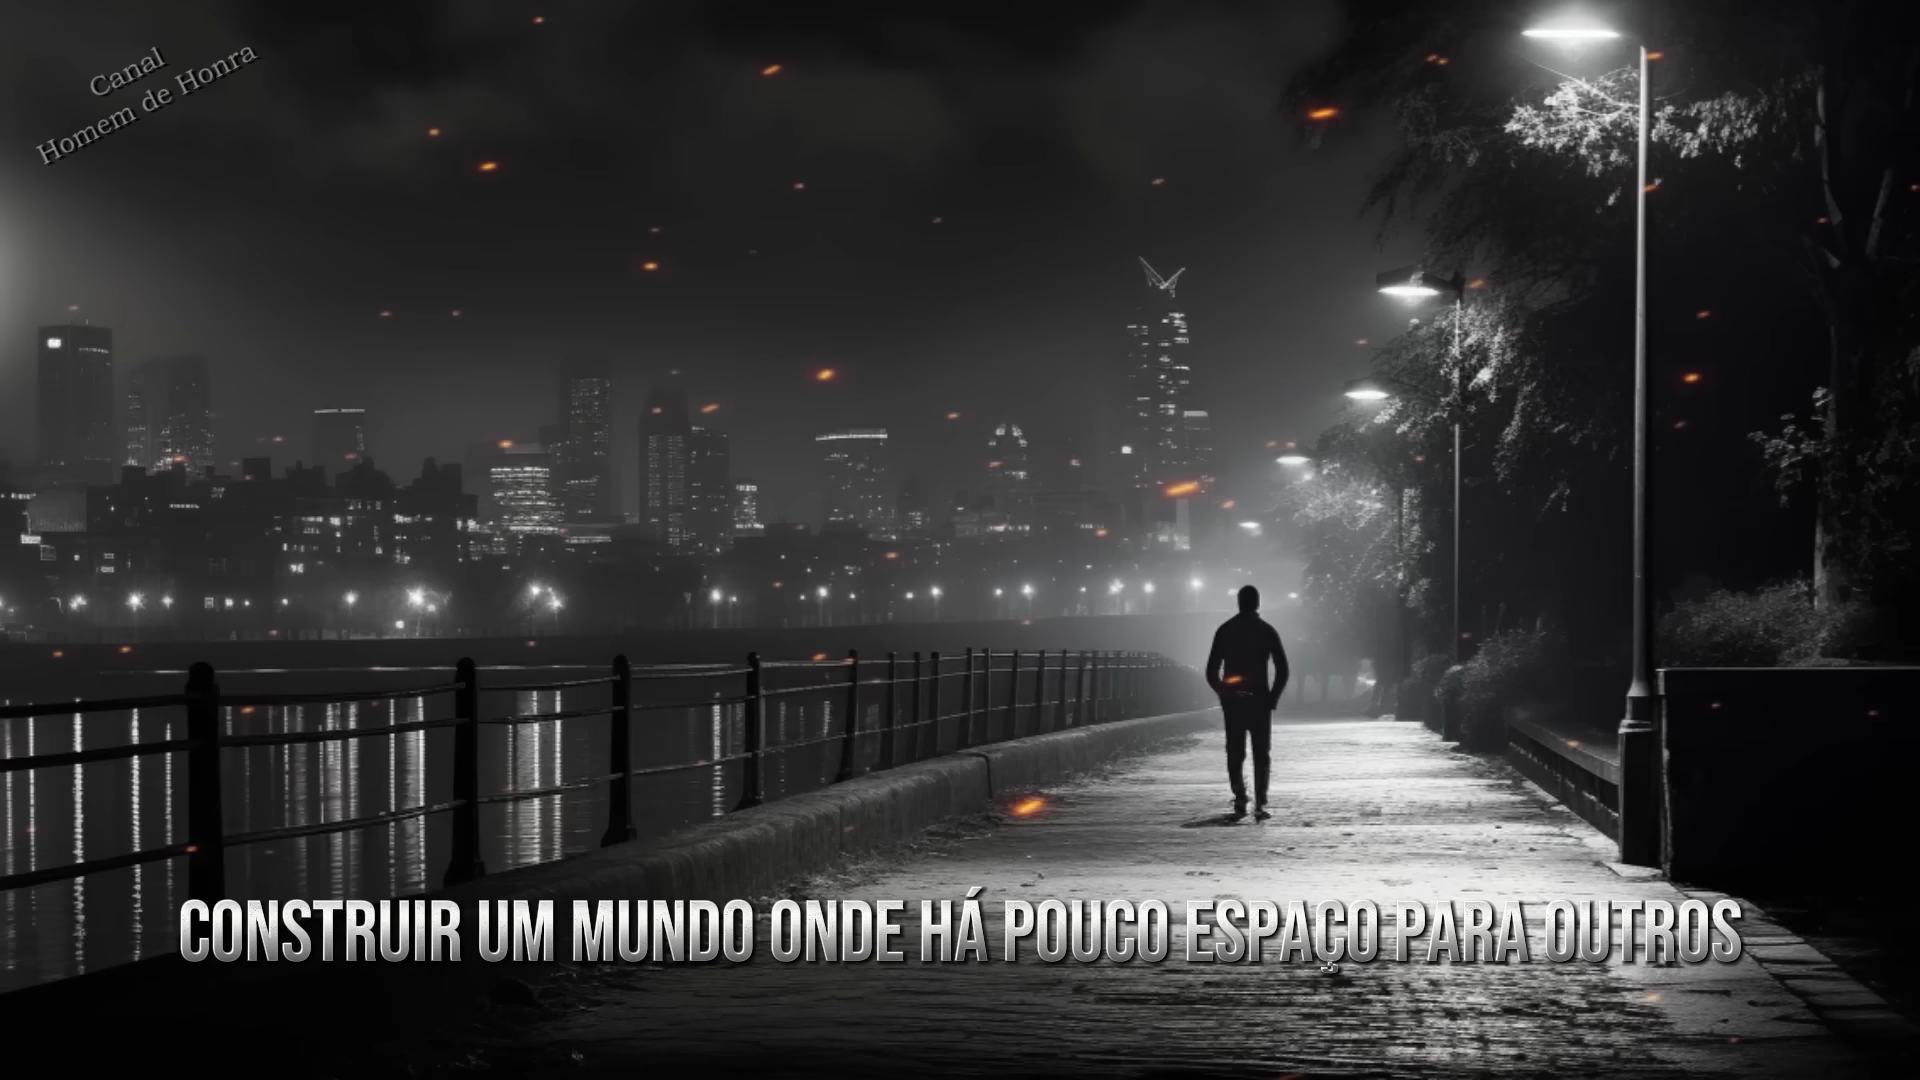 Canal
Homem de Honra
CONSTRUIR UM MUNDO ONDE HÁ POUCO ESPAÇO PARA OUTROS